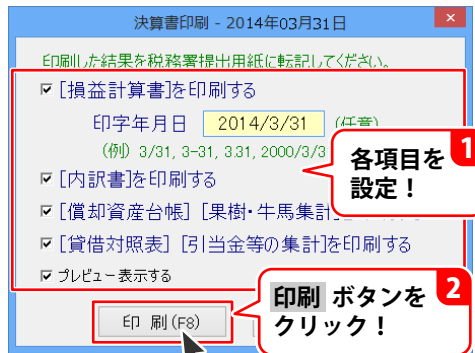 決算書印刷 - 2014年03月31日
印刷した結果を税務署提出用紙に転記してください。
[損益計算書]を印刷する
印字年月日 2014/3/31 (任意)
(例) 3/31, 3-31, 3.31, 2000/3/3
1
各項目を
設定！
[内訳書]を印刷する
[償却資産台帳] [果樹・牛馬集計]
[貸借対照表] [引当金等の集計]を印刷する
プレビュー表示する
2
印刷 ボタンを
クリック！
印 刷(F8)